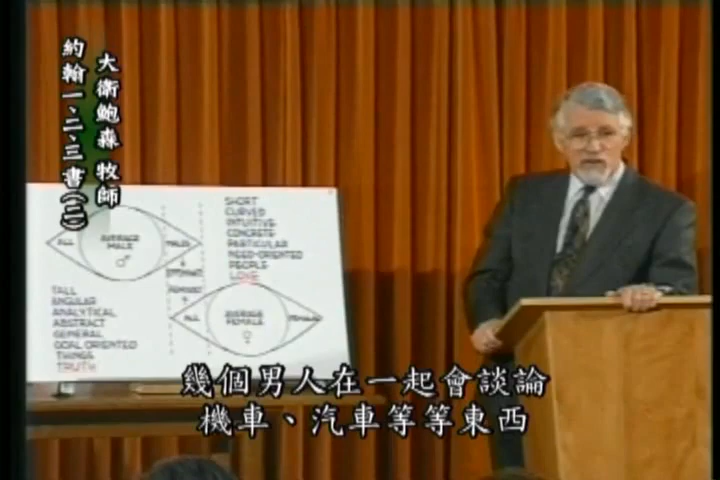 大衛鮑森 牧師
約翰一、二、三書(二)
SHORT
CURVED
INTUITIVE
CONCRETE
PARTICULAR
NEED-ORIENTED
PEOPLE
LOVE
ALL
AVERAGE
MALE
♂
MALES
TALL
ANGULAR
ANALYTICAL
ABSTRACT
GENERAL
GOAL ORIENTED
THINGS
TRUTH
ALL
AVERAGE
FEMALE
♀
FEMALES
幾個男人在一起會談論
機車、汽車等等東西